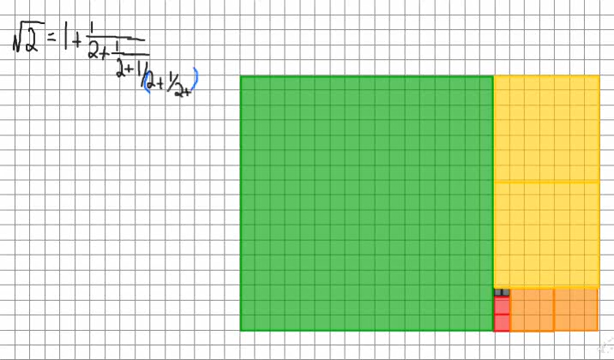 √2 = 1 + 1/(2 + 1/(2 + 1/(2 + 1/2+)